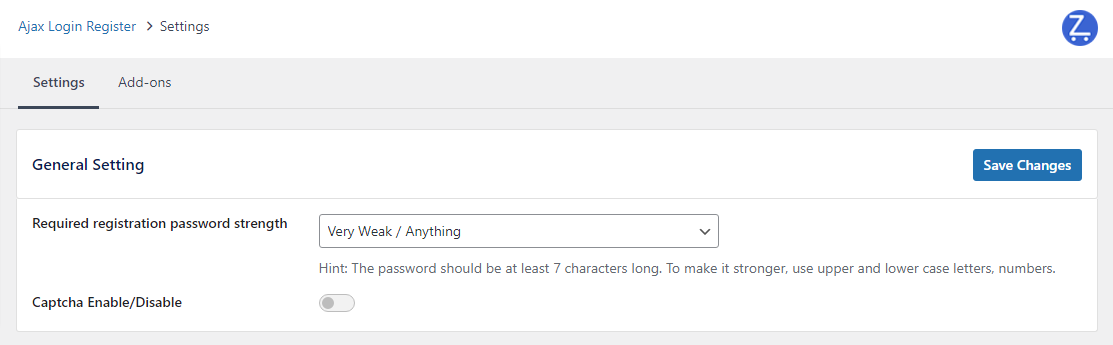 Ajax Login Register > Settings
Settings Add-ons
General Setting Save Changes
Required registration password strength Very Weak / Anything
Hint: The password should be at least 7 characters long. To make it stronger, use upper and lower case letters, numbers.
Captcha Enable/Disable